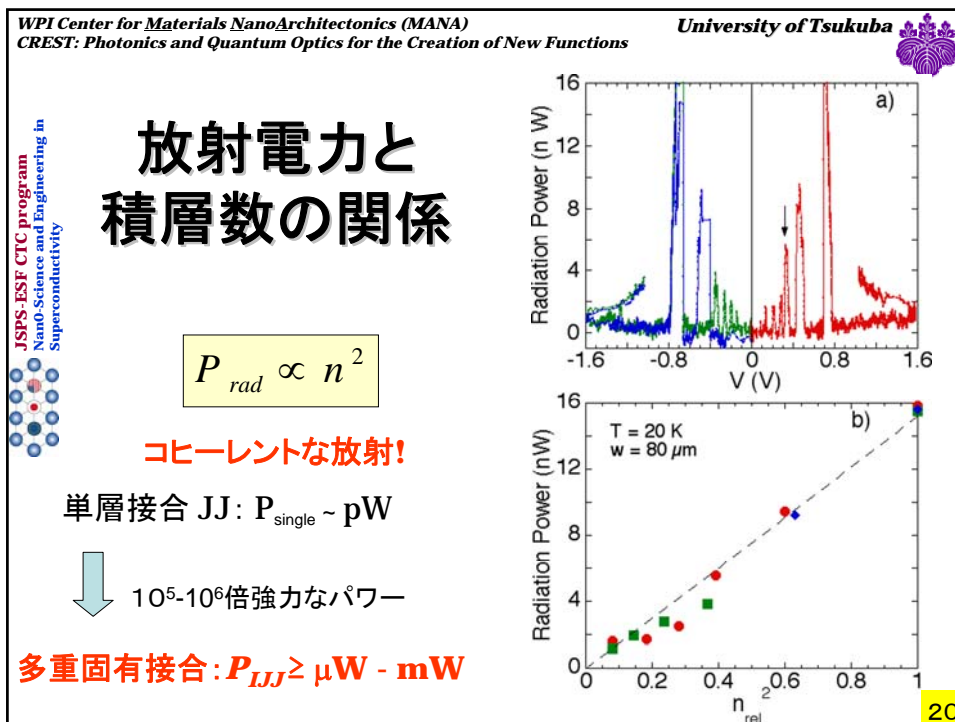 WPI Center for Materials NanoArchitectonics (MANA)
CREST: Photonics and Quantum Optics for the Creation of New Functions
University of Tsukuba
JSPS-ESF CTC program
Nan0-Science and Engineering in
Superconductivity
放射電力と
積層数の関係
P rad ∝ n 2
コヒーレントな放射!
単層接合 JJ: Psingle ~ pW
10⁵-10⁶倍強力なパワー
多重固有接合:PIJJ≥ μW - mW
a)
Radiation Power (n W)
16
12
8
4
0
-1.6 -0.8 0 0.8 1.6
V (V)
b)
T = 20 K
w = 80 μm
Radiation Power (nW)
16
12
8
4
0
0 0.2 0.4 0.6 0.8 1
n rel 2
20